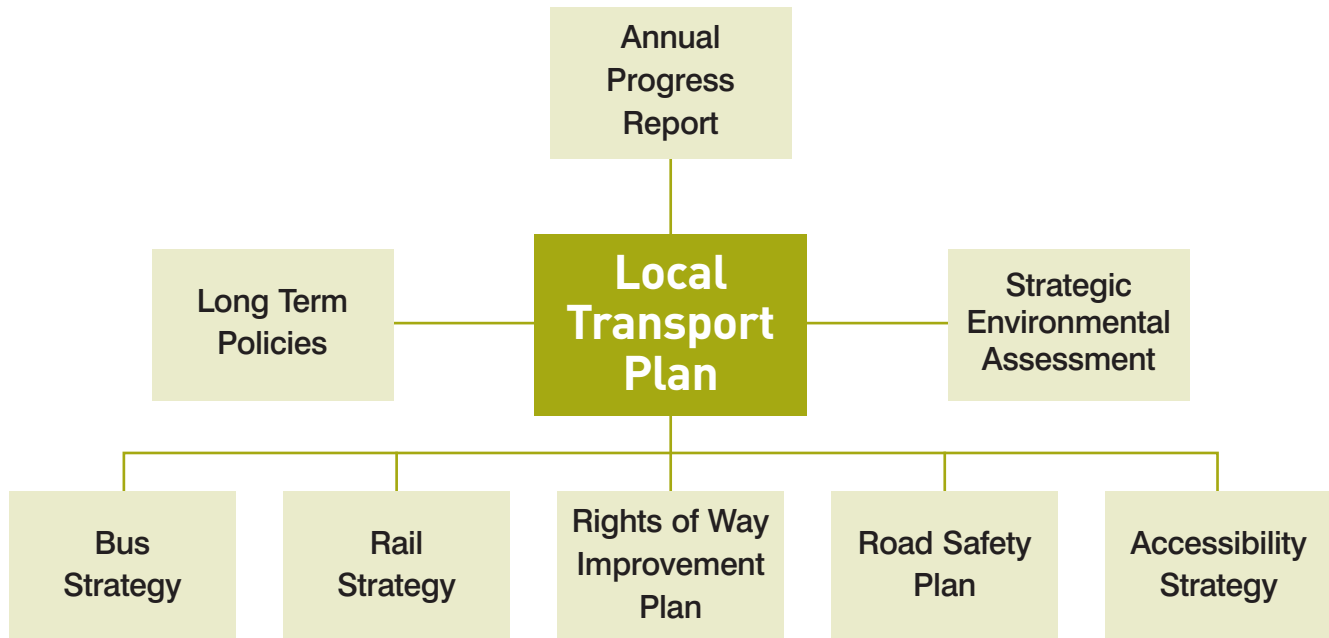 Annual
Progress
Report
Long Term
Policies
Local
Transport
Plan
Strategic
Environmental
Assessment
Bus
Strategy
Rail
Strategy
Rights of Way
Improvement
Plan
Road Safety
Plan
Accessibility
Strategy